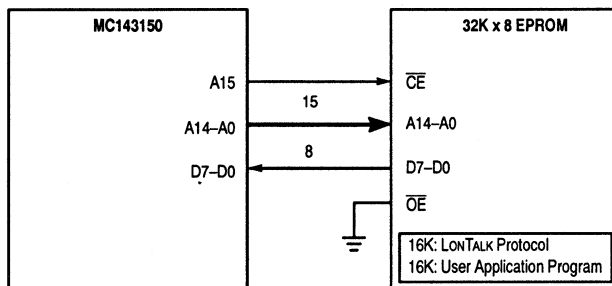 MC143150
32K x 8 EPROM
A15
CE
15
A14–A0
A14–A0
8
D7–D0
D7–D0
OE
16K: LONTALK Protocol
16K: User Application Program